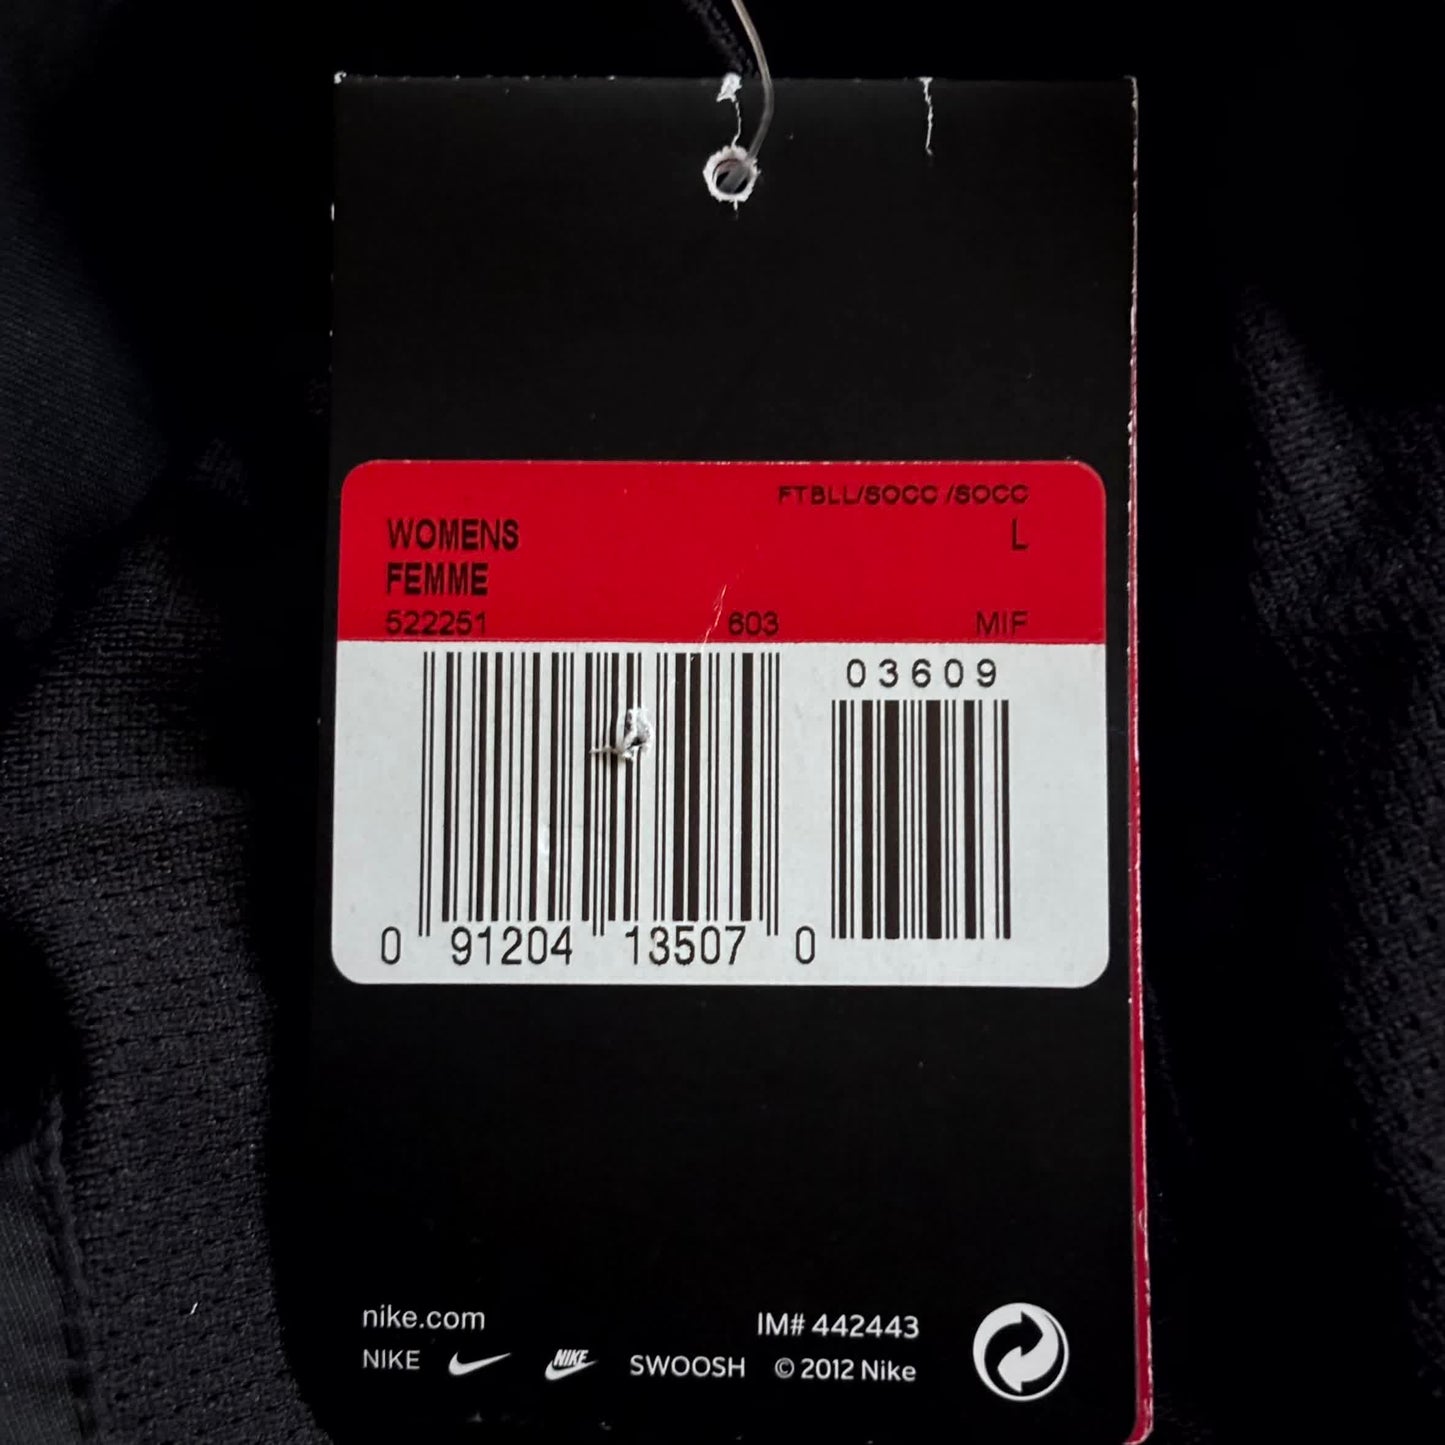 FTBLL/SOCC /SOCC
WOMENS L
FEMME
522251 603 MIF
03609
0 91204 13507 0
nike.com IM# 442443
NIKE NIKE SWOOSH © 2012 Nike